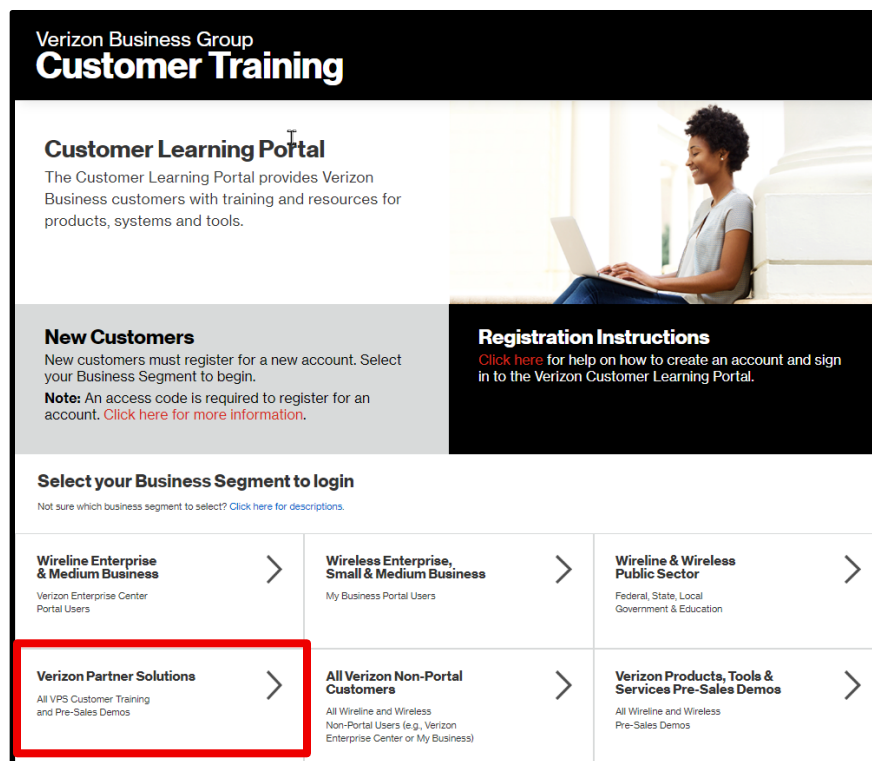 Verizon Business Group
Customer Training
Customer Learning Portal
The Customer Learning Portal provides Verizon
Business customers with training and resources for
products, systems and tools.
New Customers
New customers must register for a new account. Select
your Business Segment to begin.
Note: An access code is required to register for an
account. Click here for more information.
Registration Instructions
Click here for help on how to create an account and sign
in to the Verizon Customer Learning Portal.
Select your Business Segment to login
Not sure which business segment to select? Click here for descriptions.
Wireline Enterprise
& Medium Business
Verizon Enterprise Center
Portal Users
Wireless Enterprise,
Small & Medium Business
My Business Portal Users
Wireline & Wireless
Public Sector
Federal, State, Local
Government & Education
Verizon Partner Solutions
All VPS Customer Training
and Pre-Sales Demos
All Verizon Non-Portal
Customers
All Wireline and Wireless
Non-Portal Users (e.g., Verizon
Enterprise Center or My Business)
Verizon Products, Tools &
Services Pre-Sales Demos
All Wireline and Wireless
Pre-Sales Demos